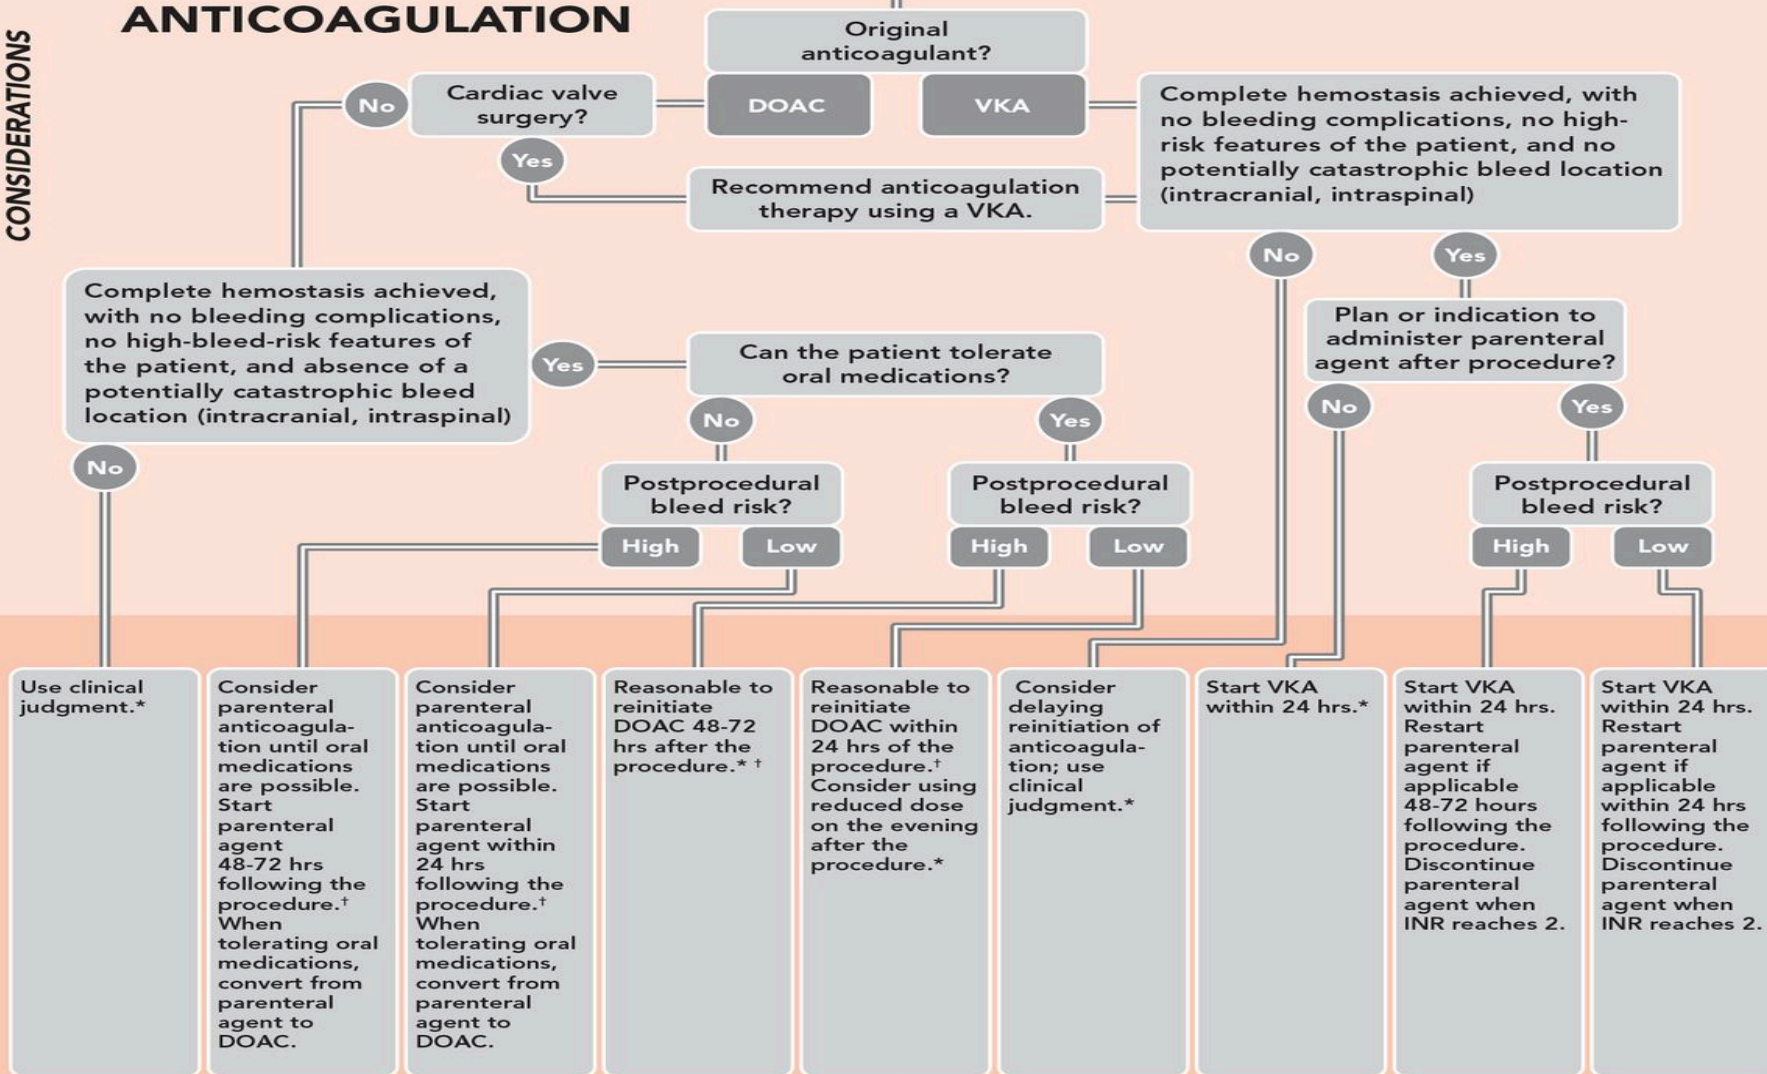 ANTICOAGULATION
CONSIDERATIONS
Original
anticoagulant?
DOAC
VKA
Cardiac valve
surgery?
No
Yes
Recommend anticoagulation
therapy using a VKA.
Complete hemostasis achieved, with
no bleeding complications, no high-
risk features of the patient, and no
potentially catastrophic bleed location
(intracranial, intraspinal)
No
Yes
Plan or indication to
administer parenteral
agent after procedure?
No
Yes
Complete hemostasis achieved,
with no bleeding complications,
no high-bleed-risk features of
the patient, and absence of a
potentially catastrophic bleed
location (intracranial, intraspinal)
Yes
No
Can the patient tolerate
oral medications?
No
Yes
Postprocedural
bleed risk?
High
Low
Postprocedural
bleed risk?
High
Low
Postprocedural
bleed risk?
High
Low
Use clinical
judgment.*
Consider
parenteral
anticoagula-
tion until oral
medications
are possible.
Start
parenteral
agent
48-72 hrs
following the
procedure.†
When
tolerating oral
medications,
convert from
parenteral
agent to
DOAC.
Consider
parenteral
anticoagula-
tion until oral
medications
are possible.
Start
parenteral
agent within
24 hrs
following the
procedure.†
When
tolerating oral
medications,
convert from
parenteral
agent to
DOAC.
Reasonable to
reinitiate
DOAC 48-72
hrs after the
procedure.* †
Reasonable to
reinitiate
DOAC within
24 hrs of the
procedure.†
Consider using
reduced dose
on the evening
after the
procedure.*
Consider
delaying
reinitiation of
anticoagula-
tion; use
clinical
judgment.*
Start VKA
within 24 hrs.*
Start VKA
within 24 hrs.
Restart
parenteral
agent if
applicable
48-72 hours
following the
procedure.
Discontinue
parenteral
agent when
INR reaches 2.
Start VKA
within 24 hrs.
Restart
parenteral
agent if
applicable
within 24 hrs
following the
procedure.
Discontinue
parenteral
agent when
INR reaches 2.